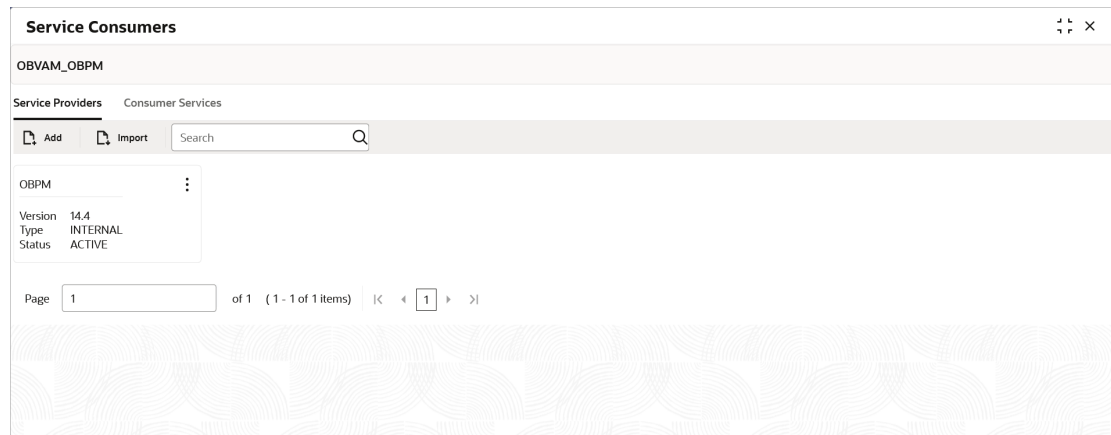 Service Consumers
OBVAM_OBPM
Service Providers Consumer Services
Add Import Search
OBPM
Version 14.4
Type INTERNAL
Status ACTIVE
Page 1 of 1 ( 1 - 1 of 1 items) 1